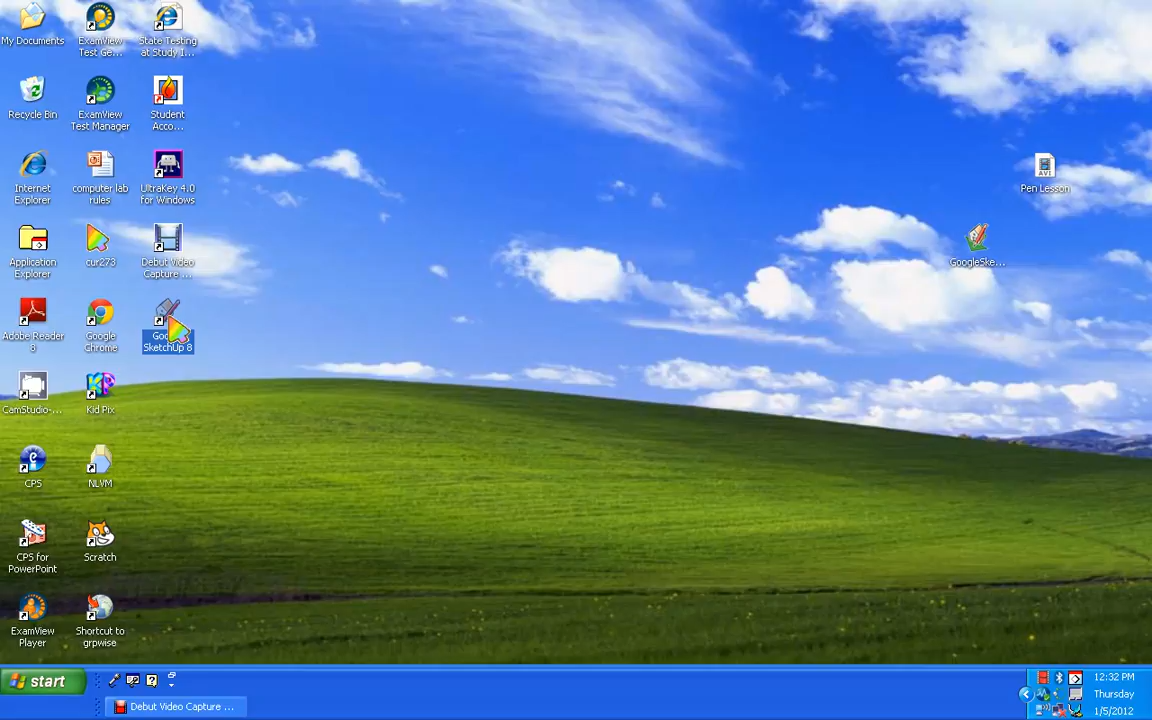 My Documents
ExamView
Test Ge...
State Testing
at Study I...
Recycle Bin
ExamView
Test Manager
Student
Acco...
Internet
Explorer
computer lab
rules
UltraKey 4.0
for Windows
Pen Lesson
Application
Explorer
cur273
Debut Video
Capture ...
GoogleSke...
Adobe Reader
Google
Chrome
SketchUp 8
CamStudio-...
Kid Pix
CPS
NLVM
CPS for
PowerPoint
Scratch
ExamView
Player
Shortcut to
grpwise
start
12:32 PM
Thursday
1/5/2012
Debut Video Capture ...